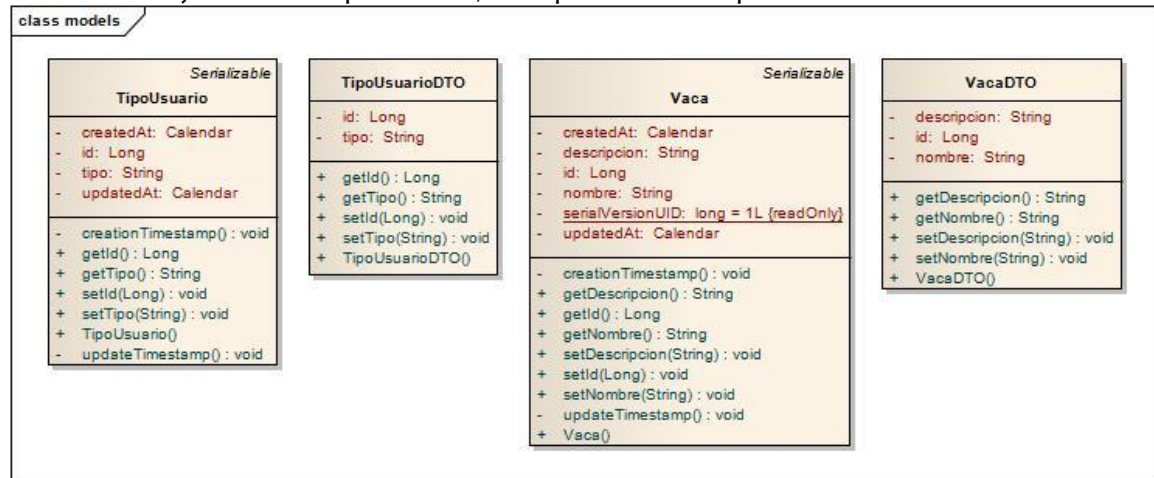 class models
Serializable
TipoUsuario
- createdAt: Calendar
- id: Long
- tipo: String
- updatedAt: Calendar
- creationTimestamp() : void
+ getId() : Long
+ getTipo() : String
+ setId(Long) : void
+ setTipo(String) : void
+ TipoUsuario()
- updateTimestamp() : void
TipoUsuarioDTO
- id: Long
- tipo: String
+ getId() : Long
+ getTipo() : String
+ setId(Long) : void
+ setTipo(String) : void
+ TipoUsuarioDTO()
Serializable
Vaca
- createdAt: Calendar
- descripcion: String
- id: Long
- nombre: String
- serialVersionUID: long = 1L {readOnly}
- updatedAt: Calendar
- creationTimestamp() : void
+ getDescripcion() : String
+ getId() : Long
+ getNombre() : String
+ setDescripcion(String) : void
+ setId(Long) : void
+ setNombre(String) : void
- updateTimestamp() : void
+ Vaca()
VacaDTO
- descripcion: String
- id: Long
- nombre: String
+ getDescripcion() : String
+ getNombre() : String
+ setDescripcion(String) : void
+ setNombre(String) : void
+ VacaDTO()